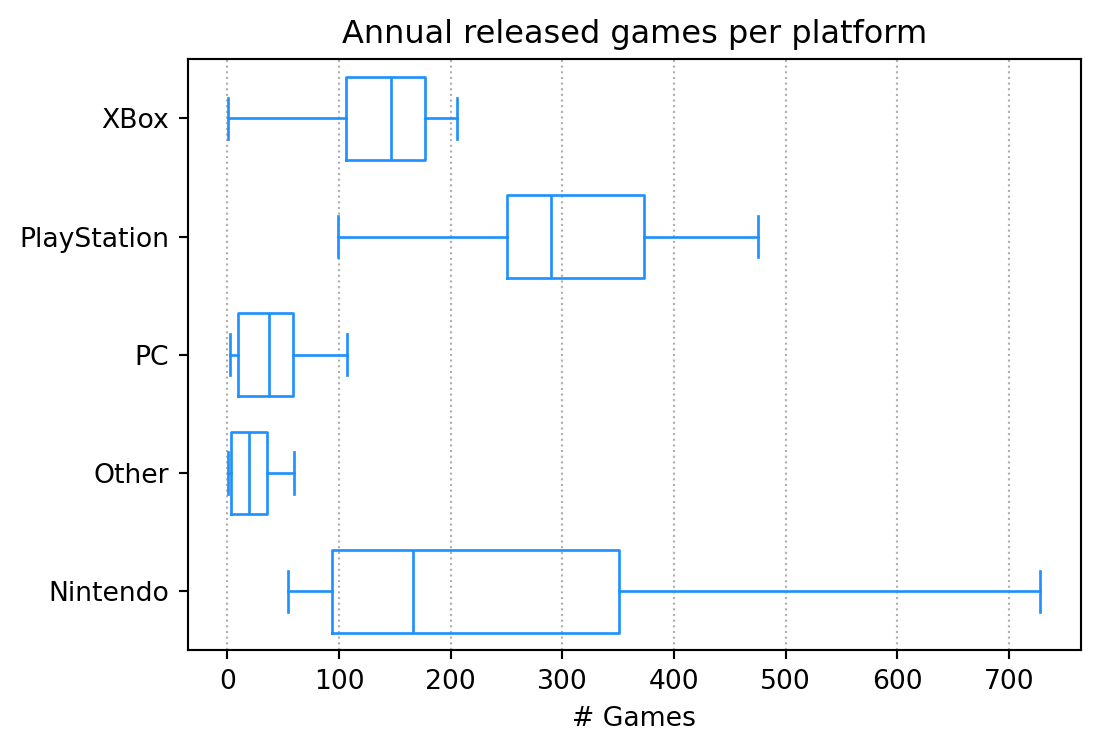 Annual released games per platform
XBox
PlayStation
PC
Other
Nintendo
0 100 200 300 400 500 600 700
# Games